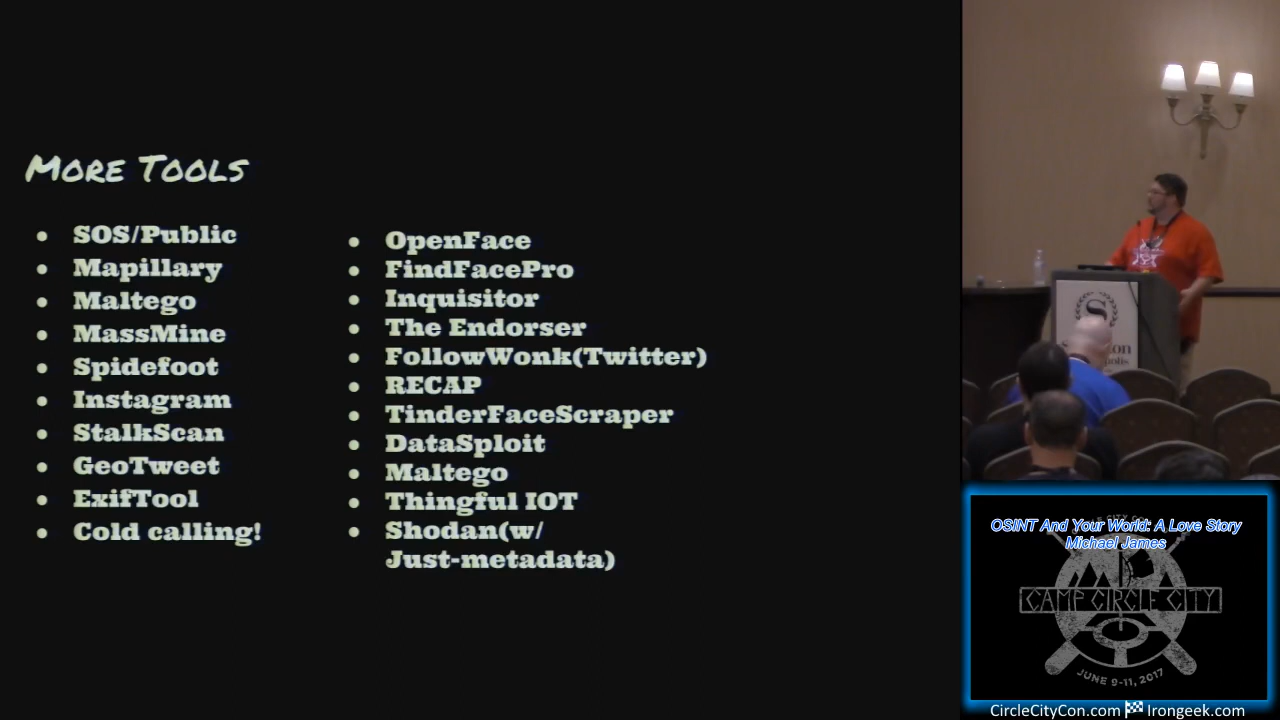 More Tools
SOS/Public
Mapillary
Maltego
MassMine
Spidefoot
Instagram
StalkScan
GeoTweet
ExifTool
Cold calling!
OpenFace
FindFacePro
Inquisitor
The Endorser
FollowWonk(Twitter)
RECAP
TinderFaceScraper
DataSploit
Maltego
Thingful IOT
Shodan(w/
Just-metadata)
S
OSINT And Your World: A Love Story
Michael James
CAMP CIRCLE CITY
JUNE 9-11, 2017
CircleCityCon.com Irongeek.com